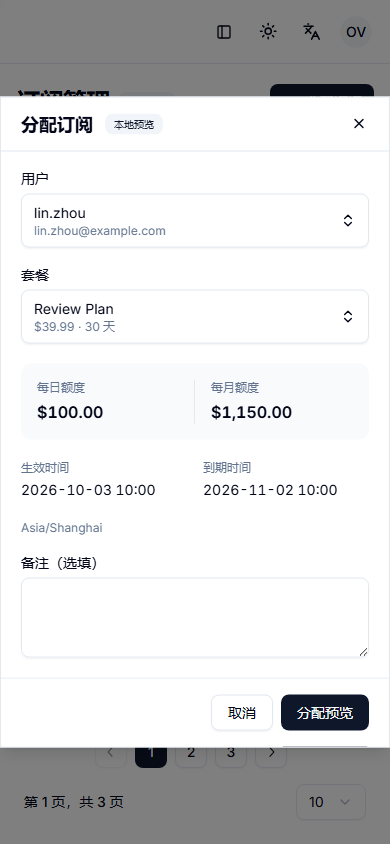 OV
订阅管理
分配订阅 本地预览
用户
lin.zhou
lin.zhou@example.com
套餐
Review Plan
$39.99 · 30 天
每日额度 每月额度
$100.00 $1,150.00
生效时间 到期时间
2026-10-03 10:00 2026-11-02 10:00
Asia/Shanghai
备注（选填）
取消 分配预览
1 2 3
第 1 页，共 3 页 10